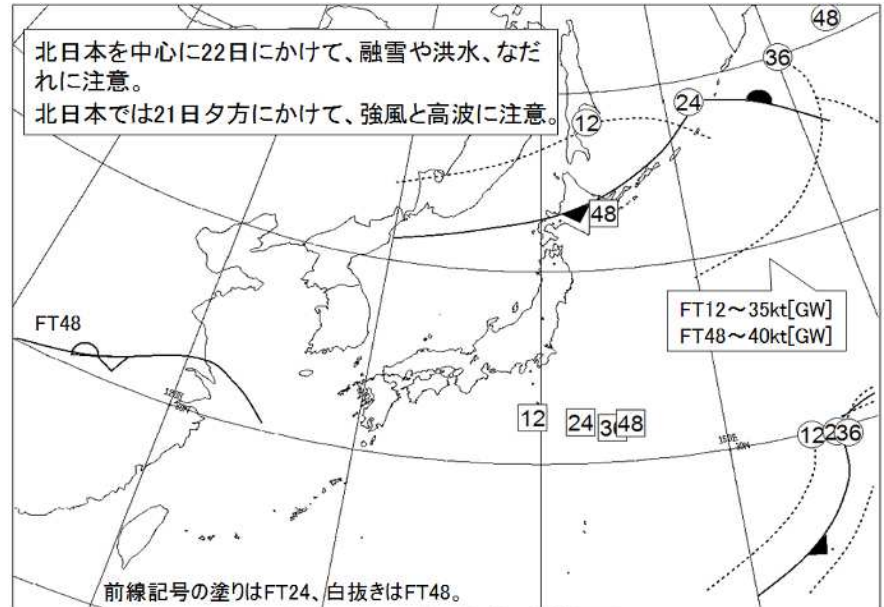 48
北日本を中心に22日にかけて、融雪や洪水、なだ
れに注意。
北日本では21日夕方にかけて、強風と高波に注意。
36
24
12
48
FT12～35kt[GW]
FT48～40kt[GW]
FT48
12
24
36
48
12
24
36
前線記号の塗りはFT24、白抜きはFT48。